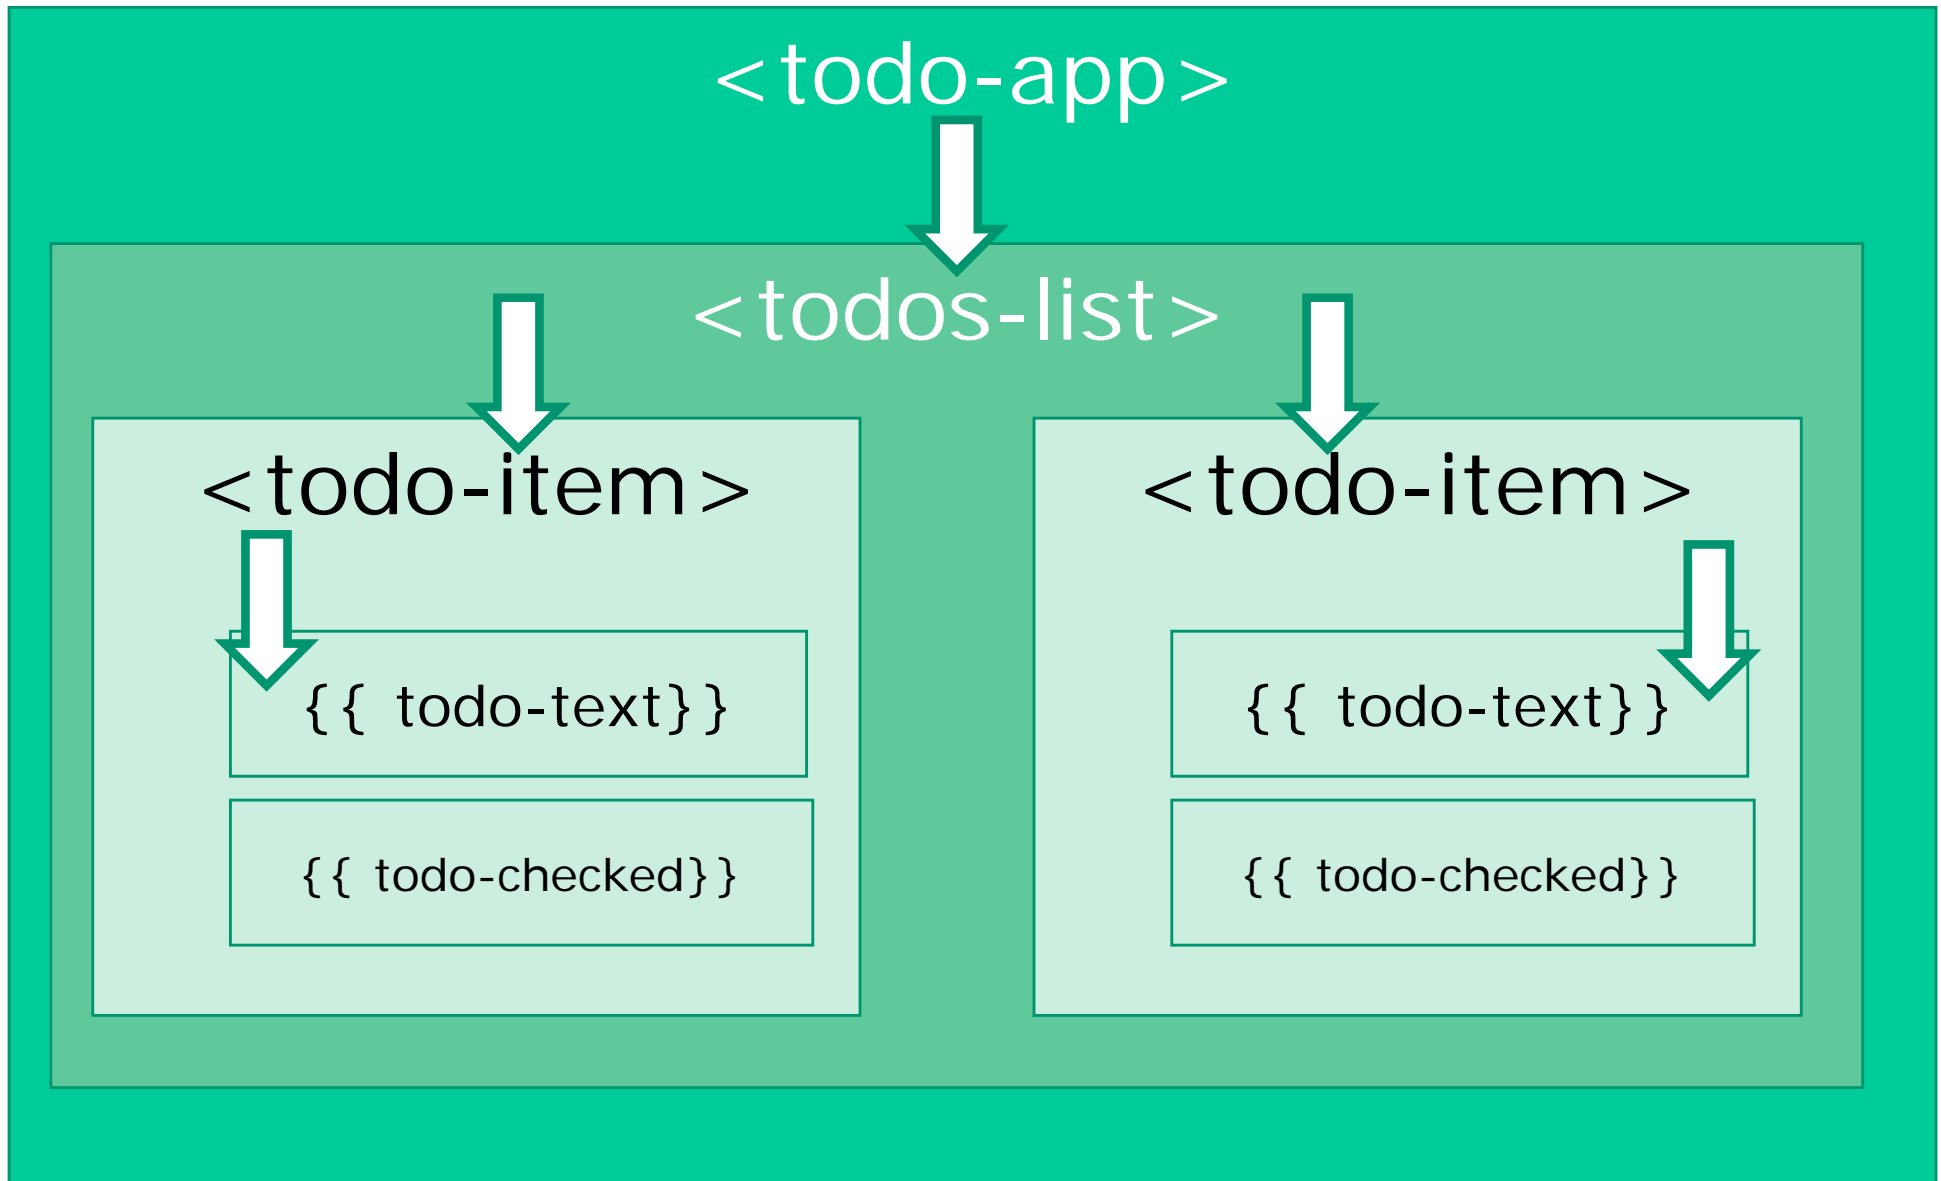 <todo-app>
<todos-list>
<todo-item>
{{ todo-text}}
{{ todo-checked}}
<todo-item>
{{ todo-text}}
{{ todo-checked}}